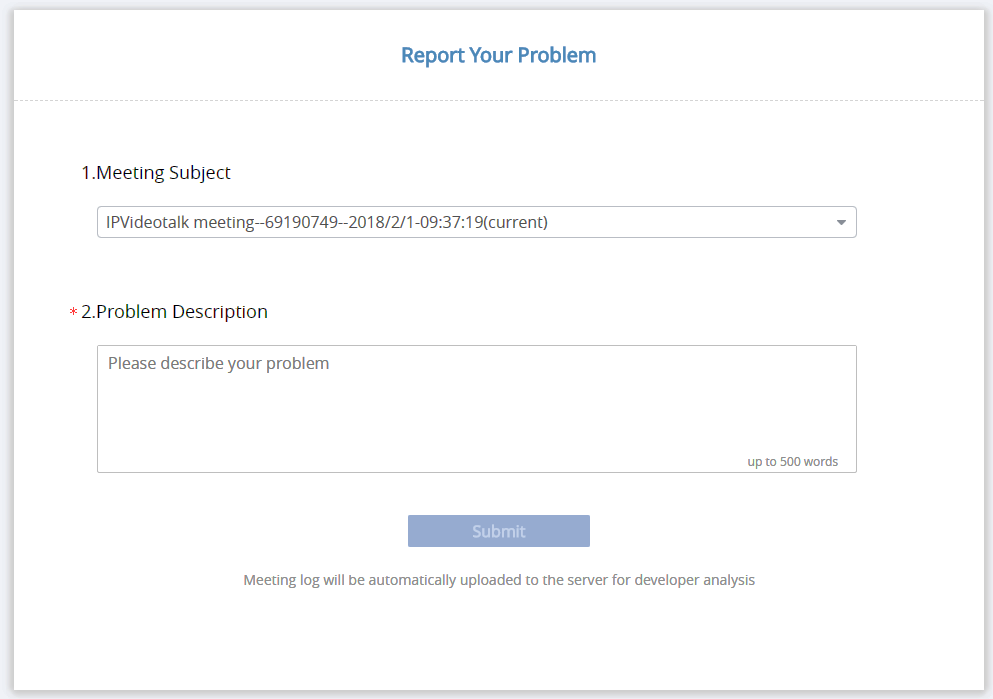 Report Your Problem
1.Meeting Subject
IPVideotalk meeting--69190749--2018/2/1-09:37:19(current)
* 2.Problem Description
Please describe your problem
up to 500 words
Submit
Meeting log will be automatically uploaded to the server for developer analysis